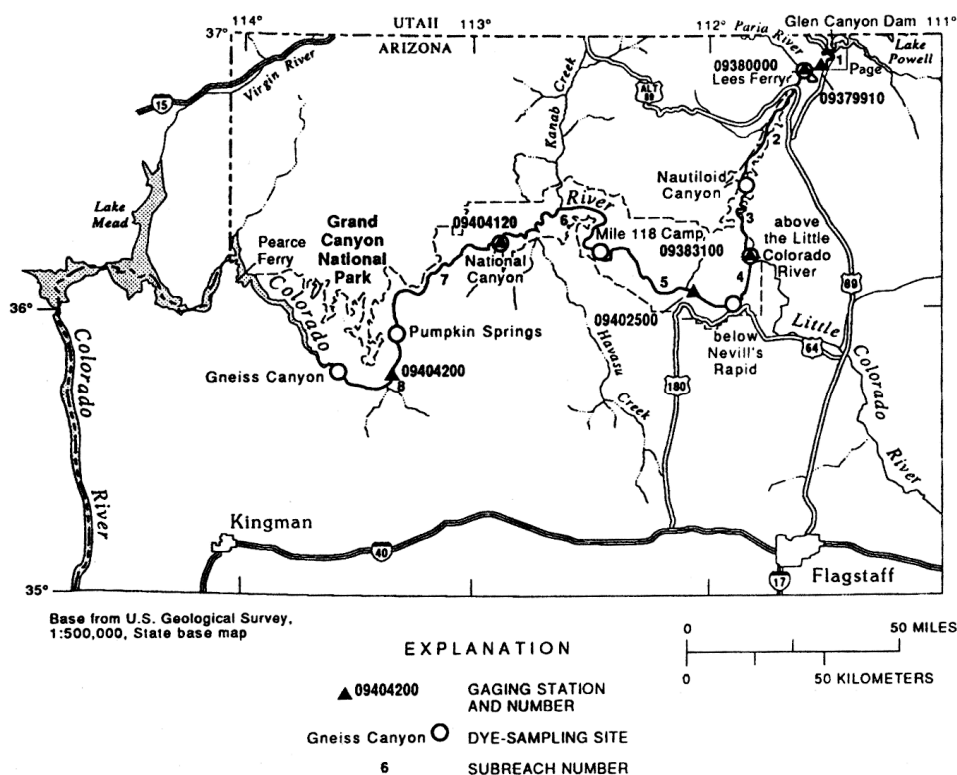 114°
UTAH
113°
112°
Glen Canyon Dam
111°
37°
ARIZONA
Paria River
Lake
Powell
09380000
Lees Ferry
1
Page
09379910
15
Virgin River
Kanab Creek
ALT
89
2
Nautiloid
Canyon
3
Lake
Mead
Pearce
Ferry
Grand
Canyon
National
Park
09404120
National
Canyon
6
River
Mile 118 Camp
09383100
above
the Little
Colorado
River
7
5
4
89
36°
Colorado
09402500
below
Nevill's
Rapid
Little
64
Colorado
River
Pumpkin Springs
Gneiss Canyon
09404200
8
Havasu
Creek
180
Colorado
River
Kingman
40
Flagstaff
17
35°
Base from U.S. Geological Survey,
1:500,000, State base map
0 50 MILES
0 50 KILOMETERS
EXPLANATION
09404200 GAGING STATION
AND NUMBER
Gneiss Canyon DYE-SAMPLING SITE
6 SUBREACH NUMBER